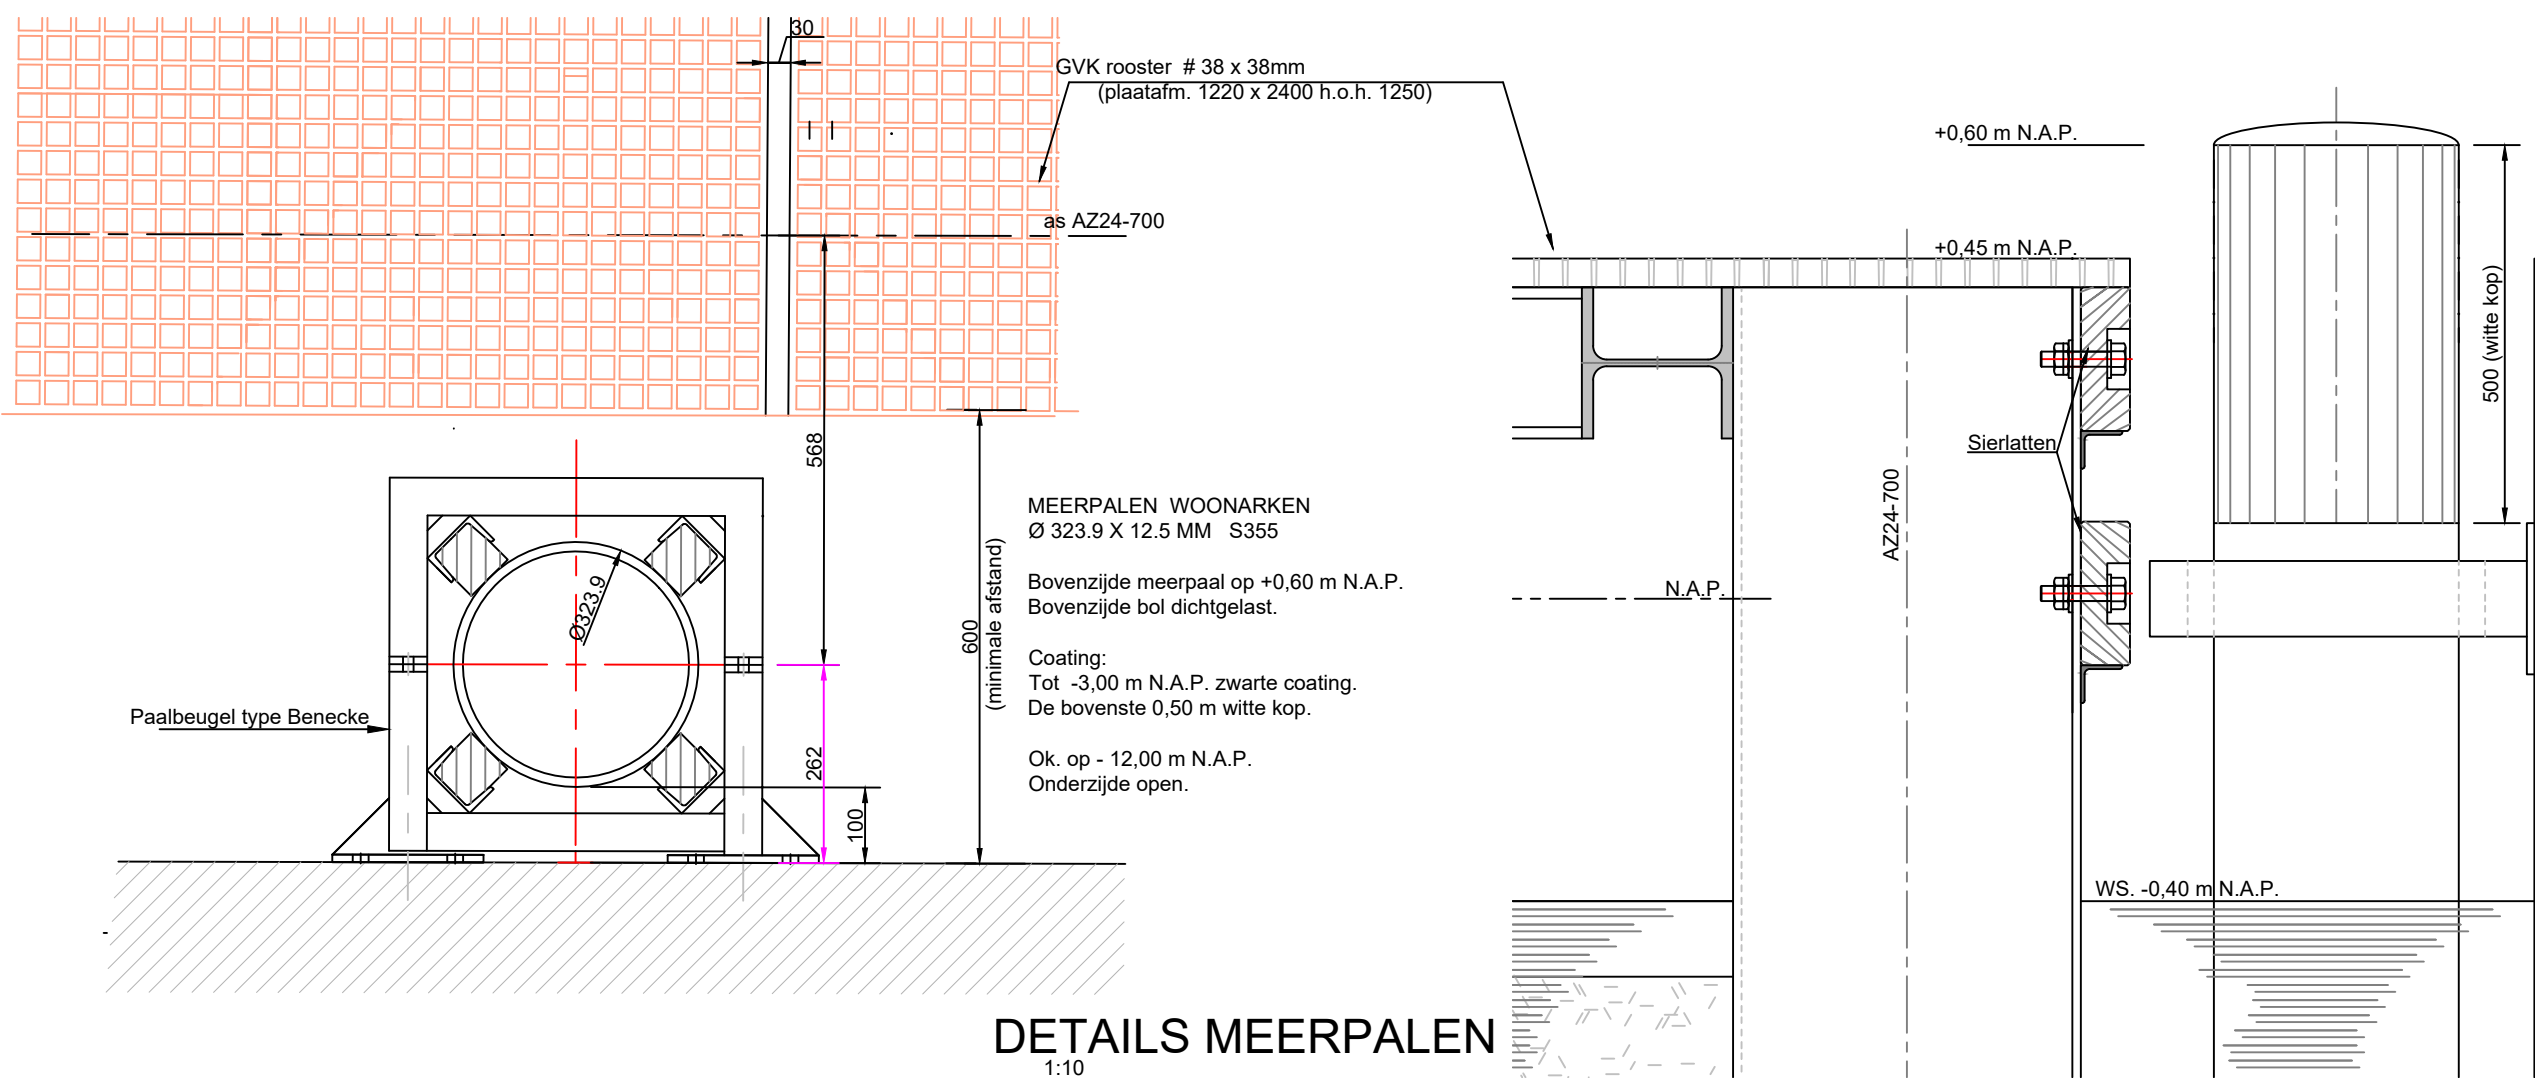 30
GVK rooster # 38 x 38mm
(plaatafm. 1220 x 2400 h.o.h. 1250)
as AZ24-700
568
600
(minimale afstand)
Ø323.9
262
100
Paalbeugel type Benecke
MEERPALEN WOONARKEN
Ø 323.9 X 12.5 MM S355
Bovenzijde meerpaal op +0,60 m N.A.P.
Bovenzijde bol dichtgelast.
Coating:
Tot -3,00 m N.A.P. zwarte coating.
De bovenste 0,50 m witte kop.
Ok. op - 12,00 m N.A.P.
Onderzijde open.
+0,60 m N.A.P.
+0,45 m N.A.P.
500 (witte kop)
Sierlatten
AZ24-700
N.A.P.
WS. -0,40 m N.A.P.
DETAILS MEERPALEN
1:10